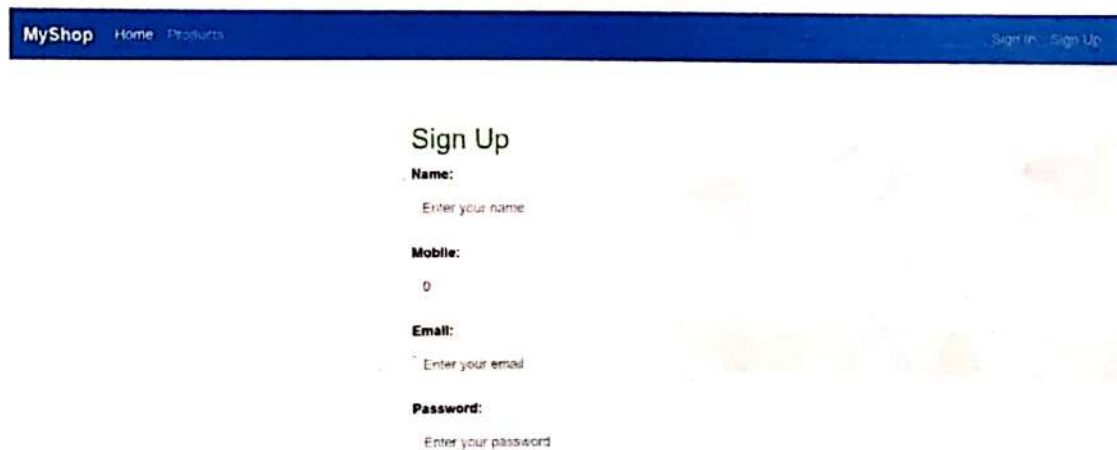 MyShop Home Products Sign In Sign Up
Sign Up
Name:
Enter your name
Mobile:
0
Email:
Enter your email
Password:
Enter your password